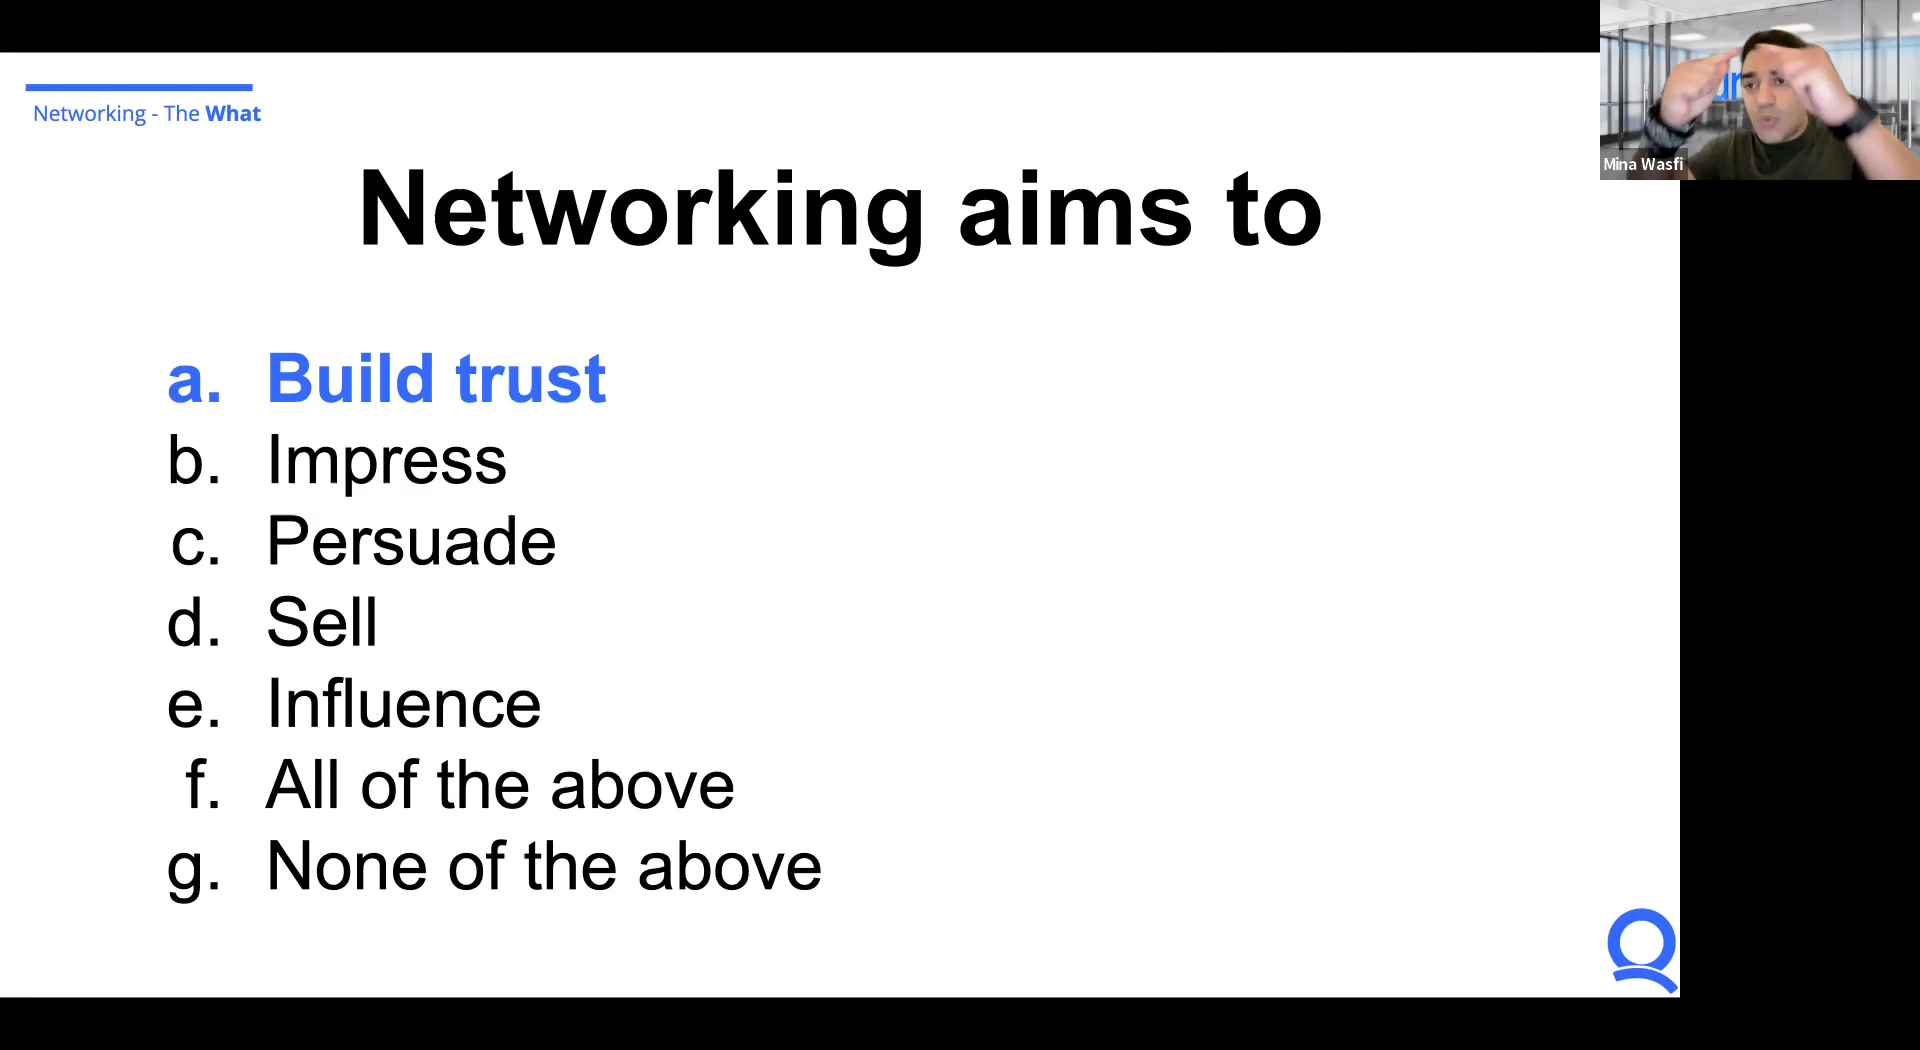 Networking - The What
Mina Wasfi
Networking aims to
a. Build trust
b. Impress
c. Persuade
d. Sell
e. Influence
f. All of the above
g. None of the above